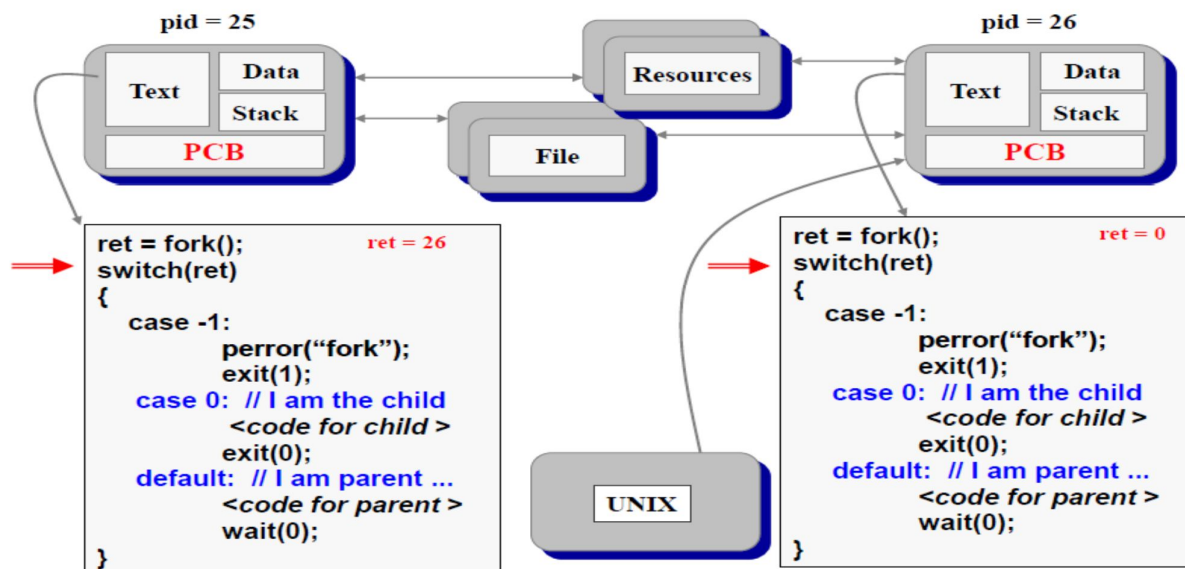 pid = 25
pid = 26
Text
Data
Stack
PCB
Resources
File
Text
Data
Stack
PCB
ret = fork(); ret = 26
switch(ret)
{
case -1:
perror(“fork”);
exit(1);
case 0: // I am the child
<code for child >
exit(0);
default: // I am parent ...
<code for parent >
wait(0);
}
UNIX
ret = fork(); ret = 0
switch(ret)
{
case -1:
perror(“fork”);
exit(1);
case 0: // I am the child
<code for child >
exit(0);
default: // I am parent ...
<code for parent >
wait(0);
}